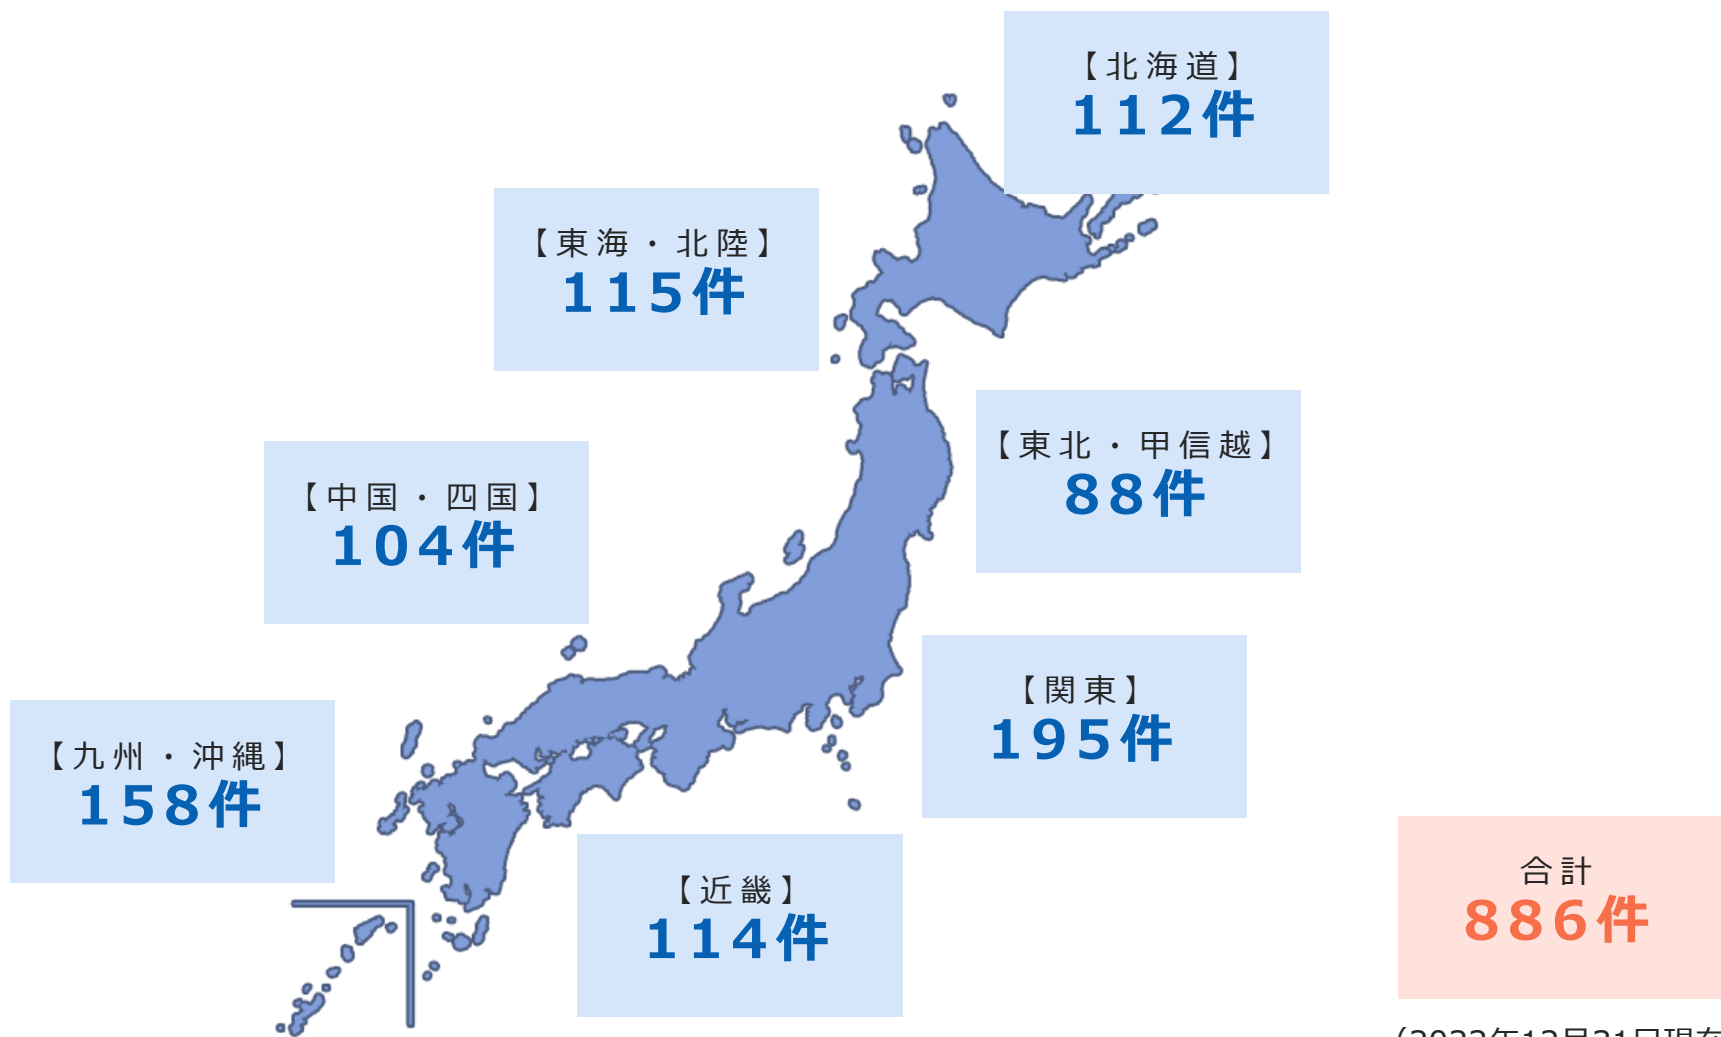 【北海道】
112件
【東海・北陸】
115件
【東北・甲信越】
88件
【中国・四国】
104件
【関東】
195件
【九州・沖縄】
158件
【近畿】
114件
合計
886件